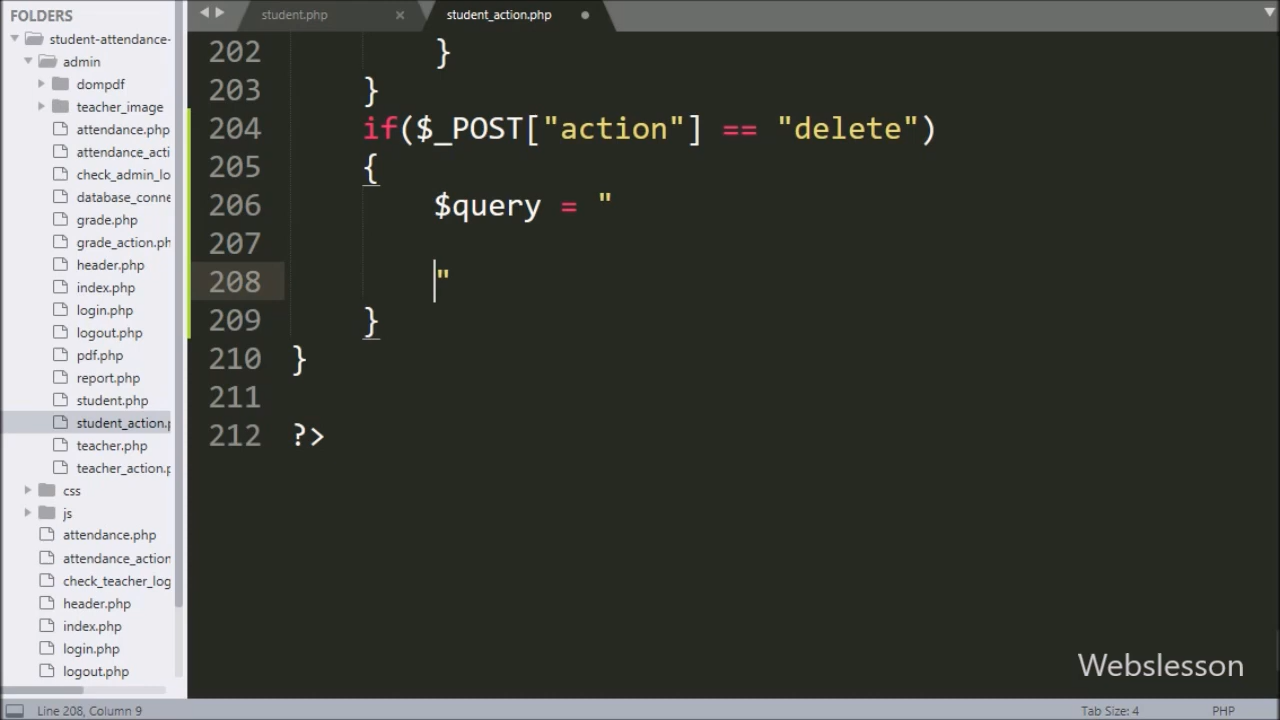 FOLDERS
student-attendance-
admin
dompdf
teacher_image
attendance.php
attendance_acti
check_admin_lo
database_conne
grade.php
grade_action.ph
header.php
index.php
login.php
logout.php
pdf.php
report.php
student.php
student_action.p
teacher.php
teacher_action.p
css
js
attendance.php
attendance_action
check_teacher_log
header.php
index.php
login.php
logout.php
student.php ×
student_action.php
202 }
203 }
204 if($_POST["action"] == "delete")
205 {
206 $query = "
207
208 "
209 }
210 }
211
212 ?>
Webslesson
Line 208, Column 9
Tab Size: 4
PHP